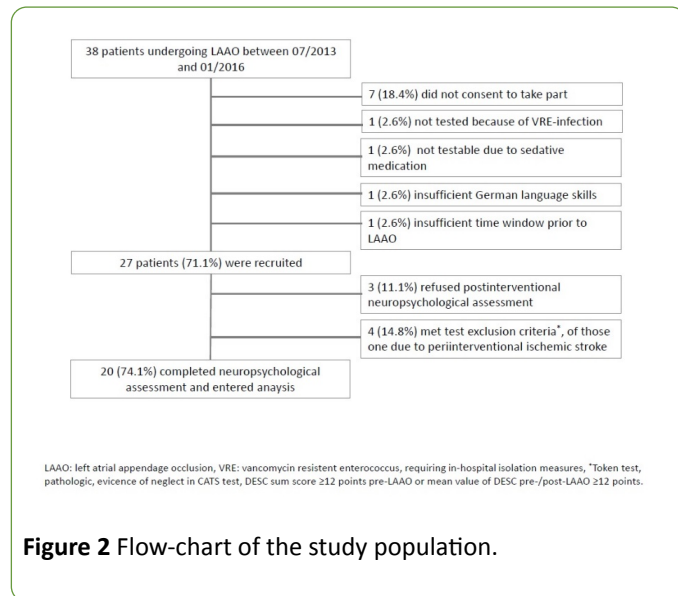 38 patients undergoing LAAO between 07/2013
and 01/2016
7 (18.4%) did not consent to take part
1 (2.6%) not tested because of VRE-infection
1 (2.6%) not testable due to sedative
medication
1 (2.6%) insufficient German language skills
1 (2.6%) insufficient time window prior to
LAAO
27 patients (71.1%) were recruited
3 (11.1%) refused postinterventional
neuropsychological assessment
4 (14.8%) met test exclusion criteria*, of those
one due to periinterventional ischemic stroke
20 (74.1%) completed neuropsychological
assessment and entered anaysis
LAAO: left atrial appendage occlusion, VRE: vancomycin resistent enterococcus, requiring in-hospital isolation measures, *Token test,
pathologic, evicence of neglect in CATS test, DESC sum score ≥12 points pre-LAAO or mean value of DESC pre-/post-LAAO ≥12 points.
Figure 2 Flow-chart of the study population.